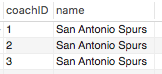 coachID name
1 San Antonio Spurs
2 San Antonio Spurs
3 San Antonio Spurs